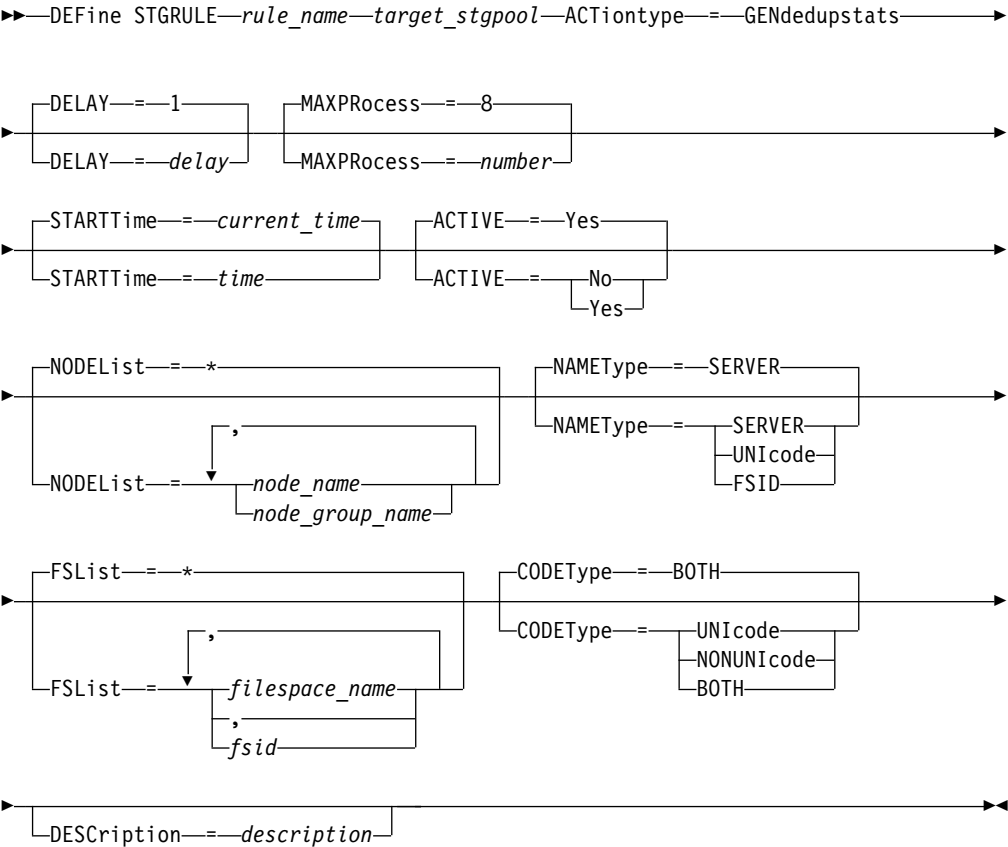 DEFine STGRULE rule_name target_stgpool ACTiontype = GENdedupstats
DELAY = 1 MAXPRocess = 8
DELAY = delay MAXPRocess = number
STARTTime = current_time ACTIVE = Yes
STARTTime = time ACTIVE = No
Yes
NODEList = * NAMEType = SERVER
NODEList = , node_name NAMEType = SERVER
node_group_name UNIcode
FSID
FSList = * CODEType = BOTH
FSList = , filespace_name CODEType = UNIcode
, NONUNIcode
fsid BOTH
DESCription = description